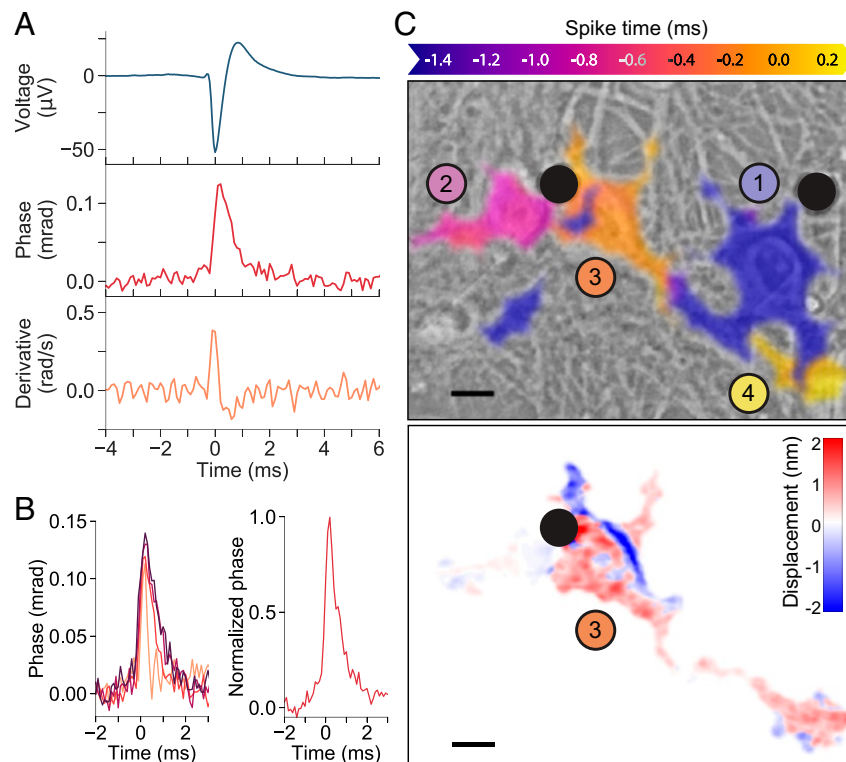 A
Voltage (µV)
0
−50
Phase (mrad)
0.1
0.0
Derivative (rad/s)
0.5
0.0
−4 −2 0 2 4 6
Time (ms)
B
Phase (mrad)
0.15
0.10
0.05
0.00
−2 0 2
Time (ms)
Normalized phase
1.0
0.5
0.0
−2 0 2
Time (ms)
C
Spike time (ms)
-1.4 -1.2 -1.0 -0.8 -0.6 -0.4 -0.2 0.0 0.2
2
1
3
4
Displacement (nm)
2
1
0
-1
-2
3